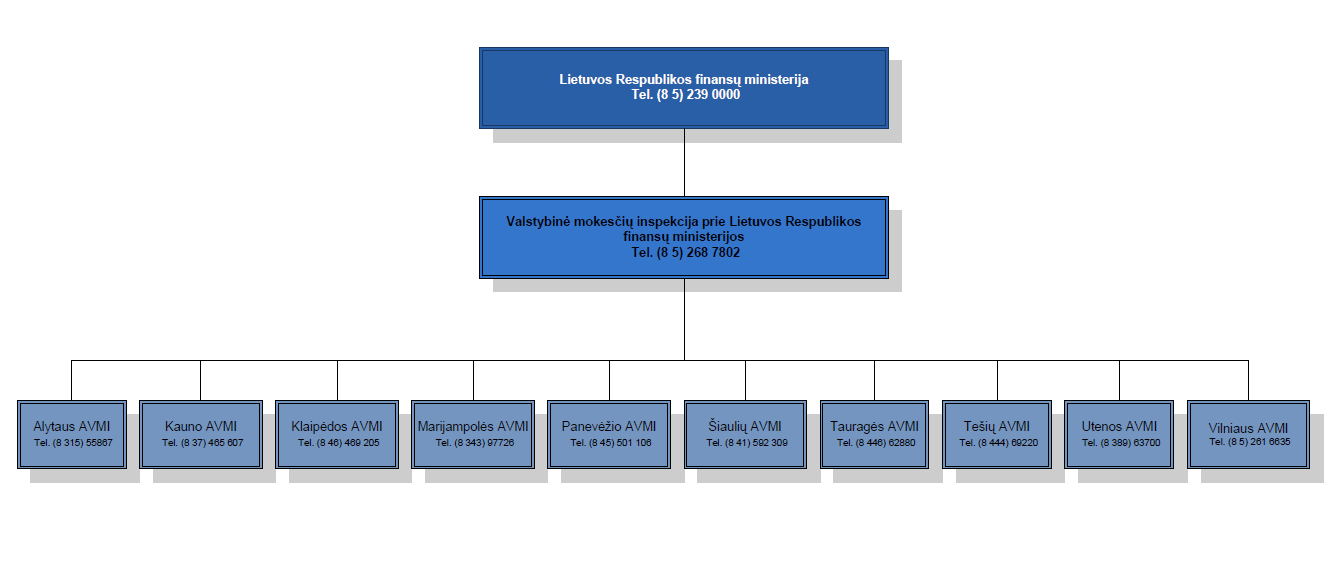 Lietuvos Respublikos finansų ministerija
Tel. (8 5) 239 0000
Valstybinė mokesčių inspekcija prie Lietuvos Respublikos
finansų ministerijos
Tel. (8 5) 268 7802
Alytaus AVMI
Tel. (8 315) 55867
Kauno AVMI
Tel. (8 37) 465 607
Klaipėdos AVMI
Tel. (8 46) 469 205
Marijampolės AVMI
Tel. (8 343) 97726
Panevėžio AVMI
Tel. (8 45) 501 106
Šiaulių AVMI
Tel. (8 41) 592 309
Tauragės AVMI
Tel. (8 446) 62880
Tešių AVMI
Tel. (8 444) 69220
Utenos AVMI
Tel. (8 389) 63700
Vilniaus AVMI
Tel. (8 5) 261 6635